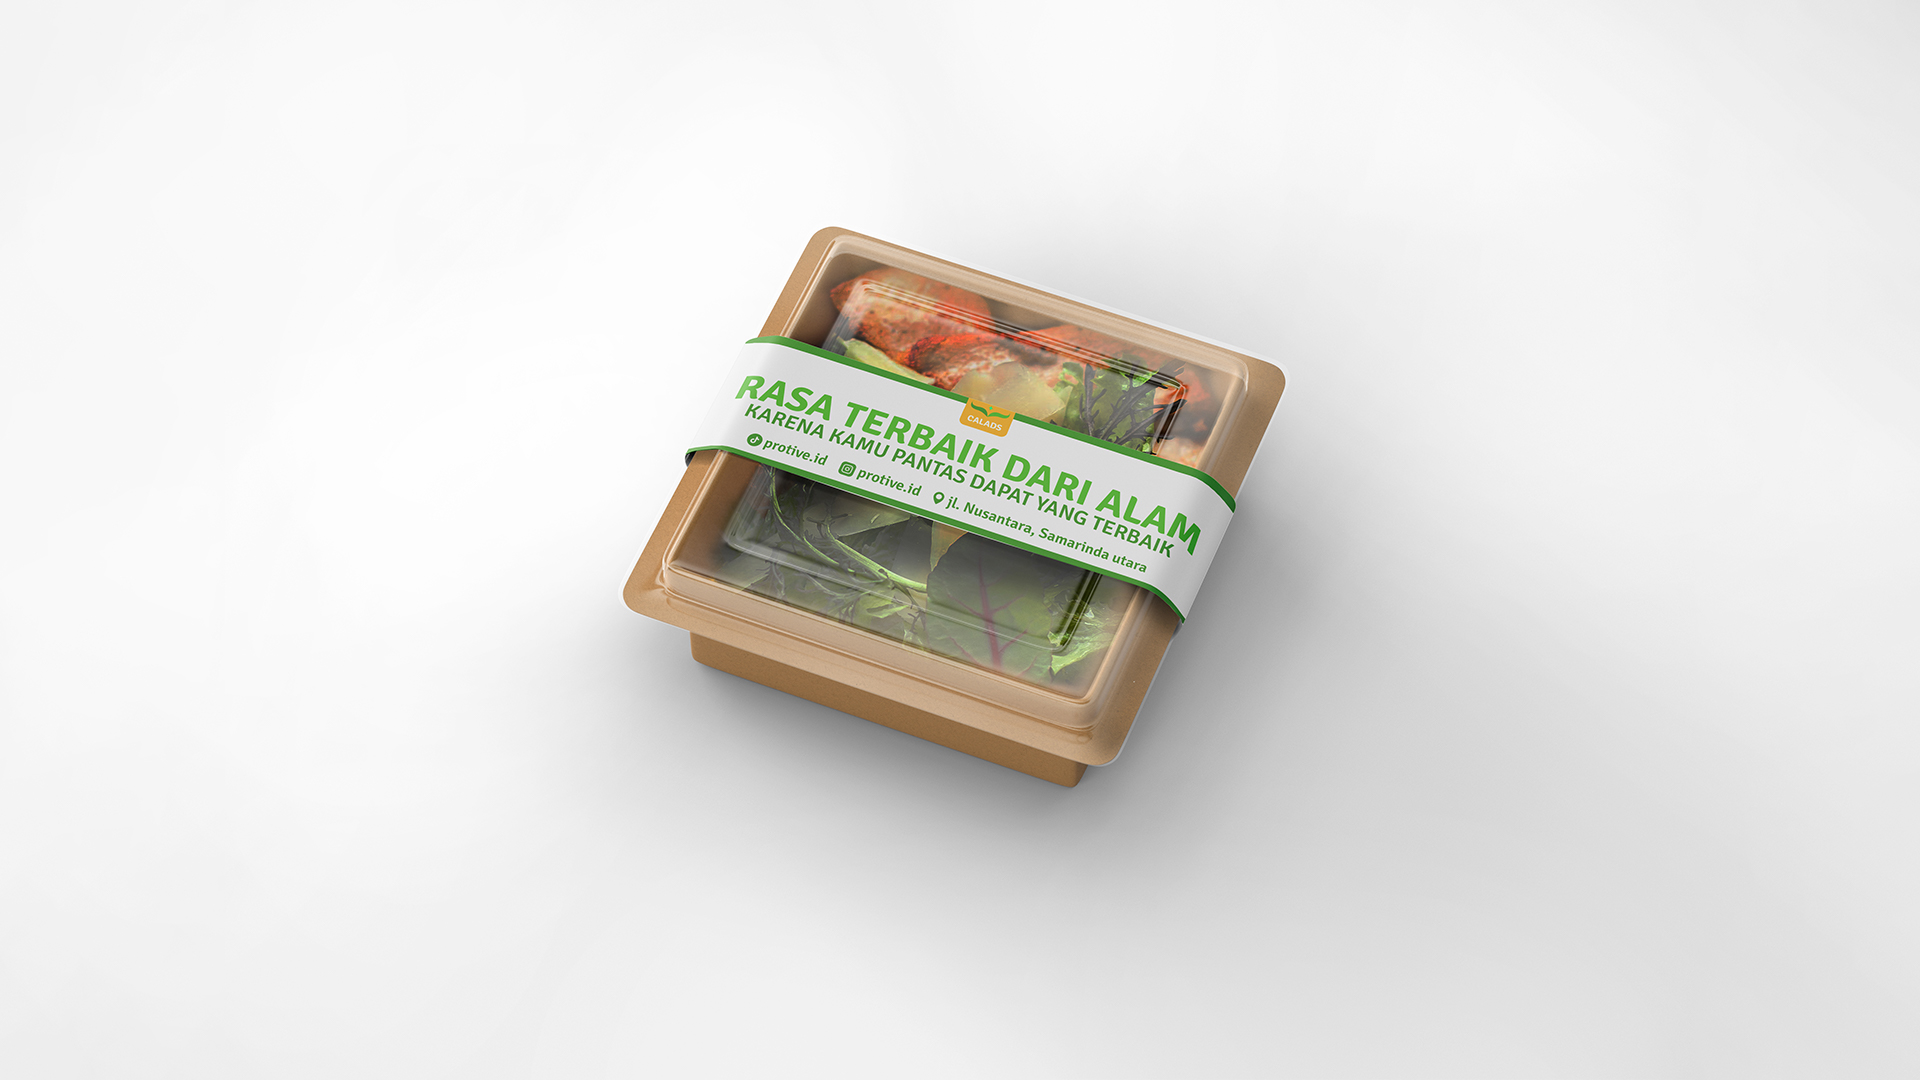 CALADS
RASA TERBAIK DARI ALAM
KARENA KAMU PANTAS DAPAT YANG TERBAIK
protive.id protive.id jl. Nusantara, Samarinda utara